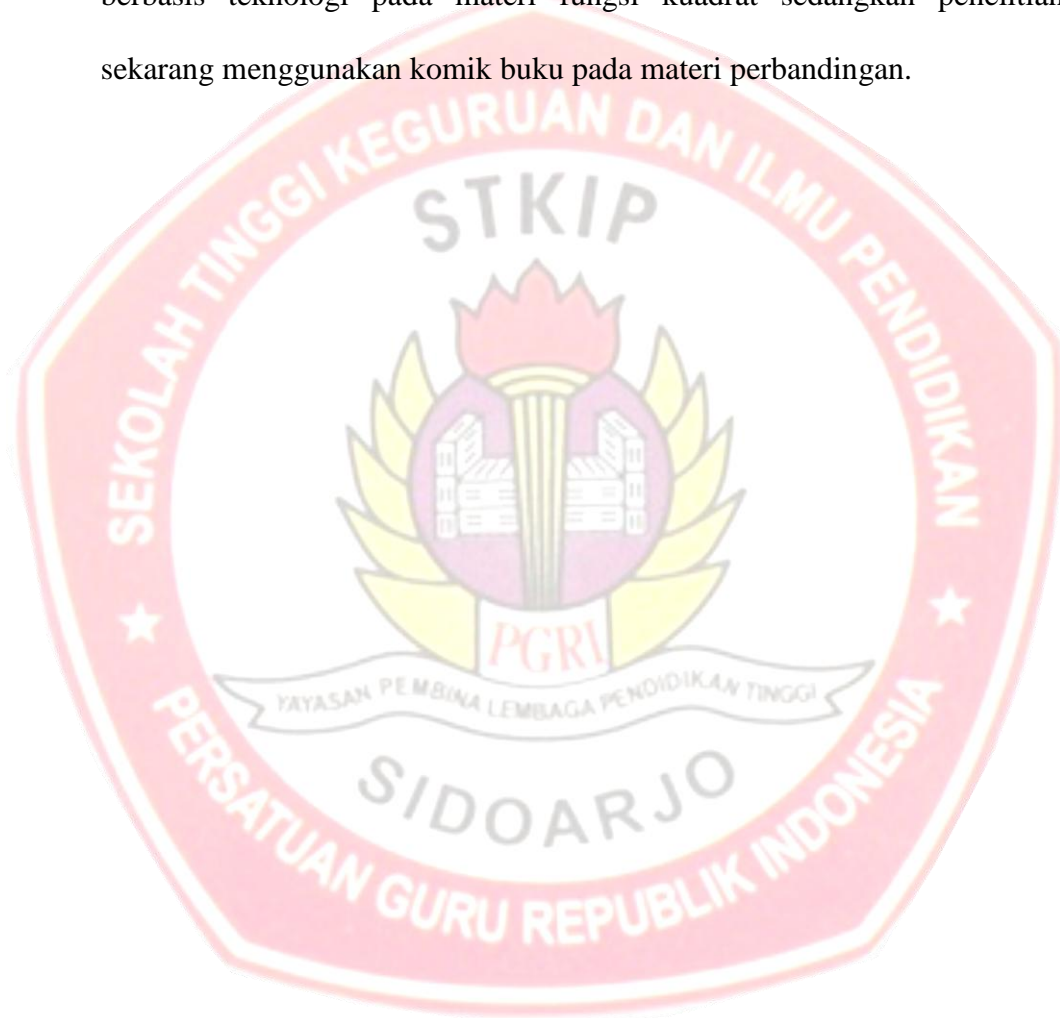 berbasis teknologi pada materi fungsi kuadrat sedangkan penelitian
sekarang menggunakan komik buku pada materi perbandingan.
SEKOLAH TINGGI KEGURUAN DAN ILMU PENDIDIKAN
STKIP
PGRI
YAYASAN PEMBINA LEMBAGA PENDIDIKAN TINGGI
SIDOARJO
PERSATUAN GURU REPUBLIK INDONESIA